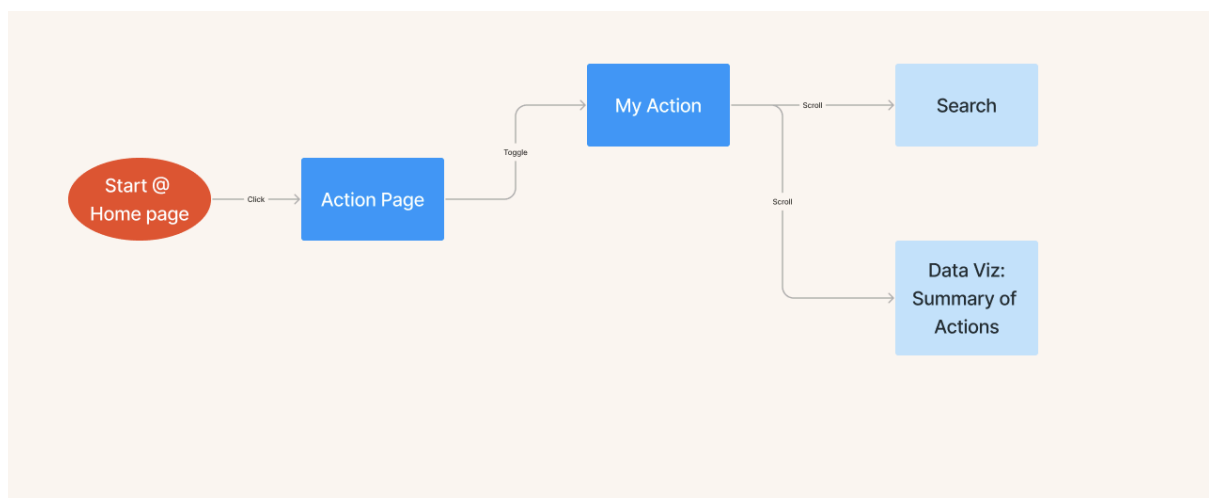 Start @
Home page
Click
Action Page
Toggle
My Action
Scroll
Search
Scroll
Data Viz:
Summary of
Actions